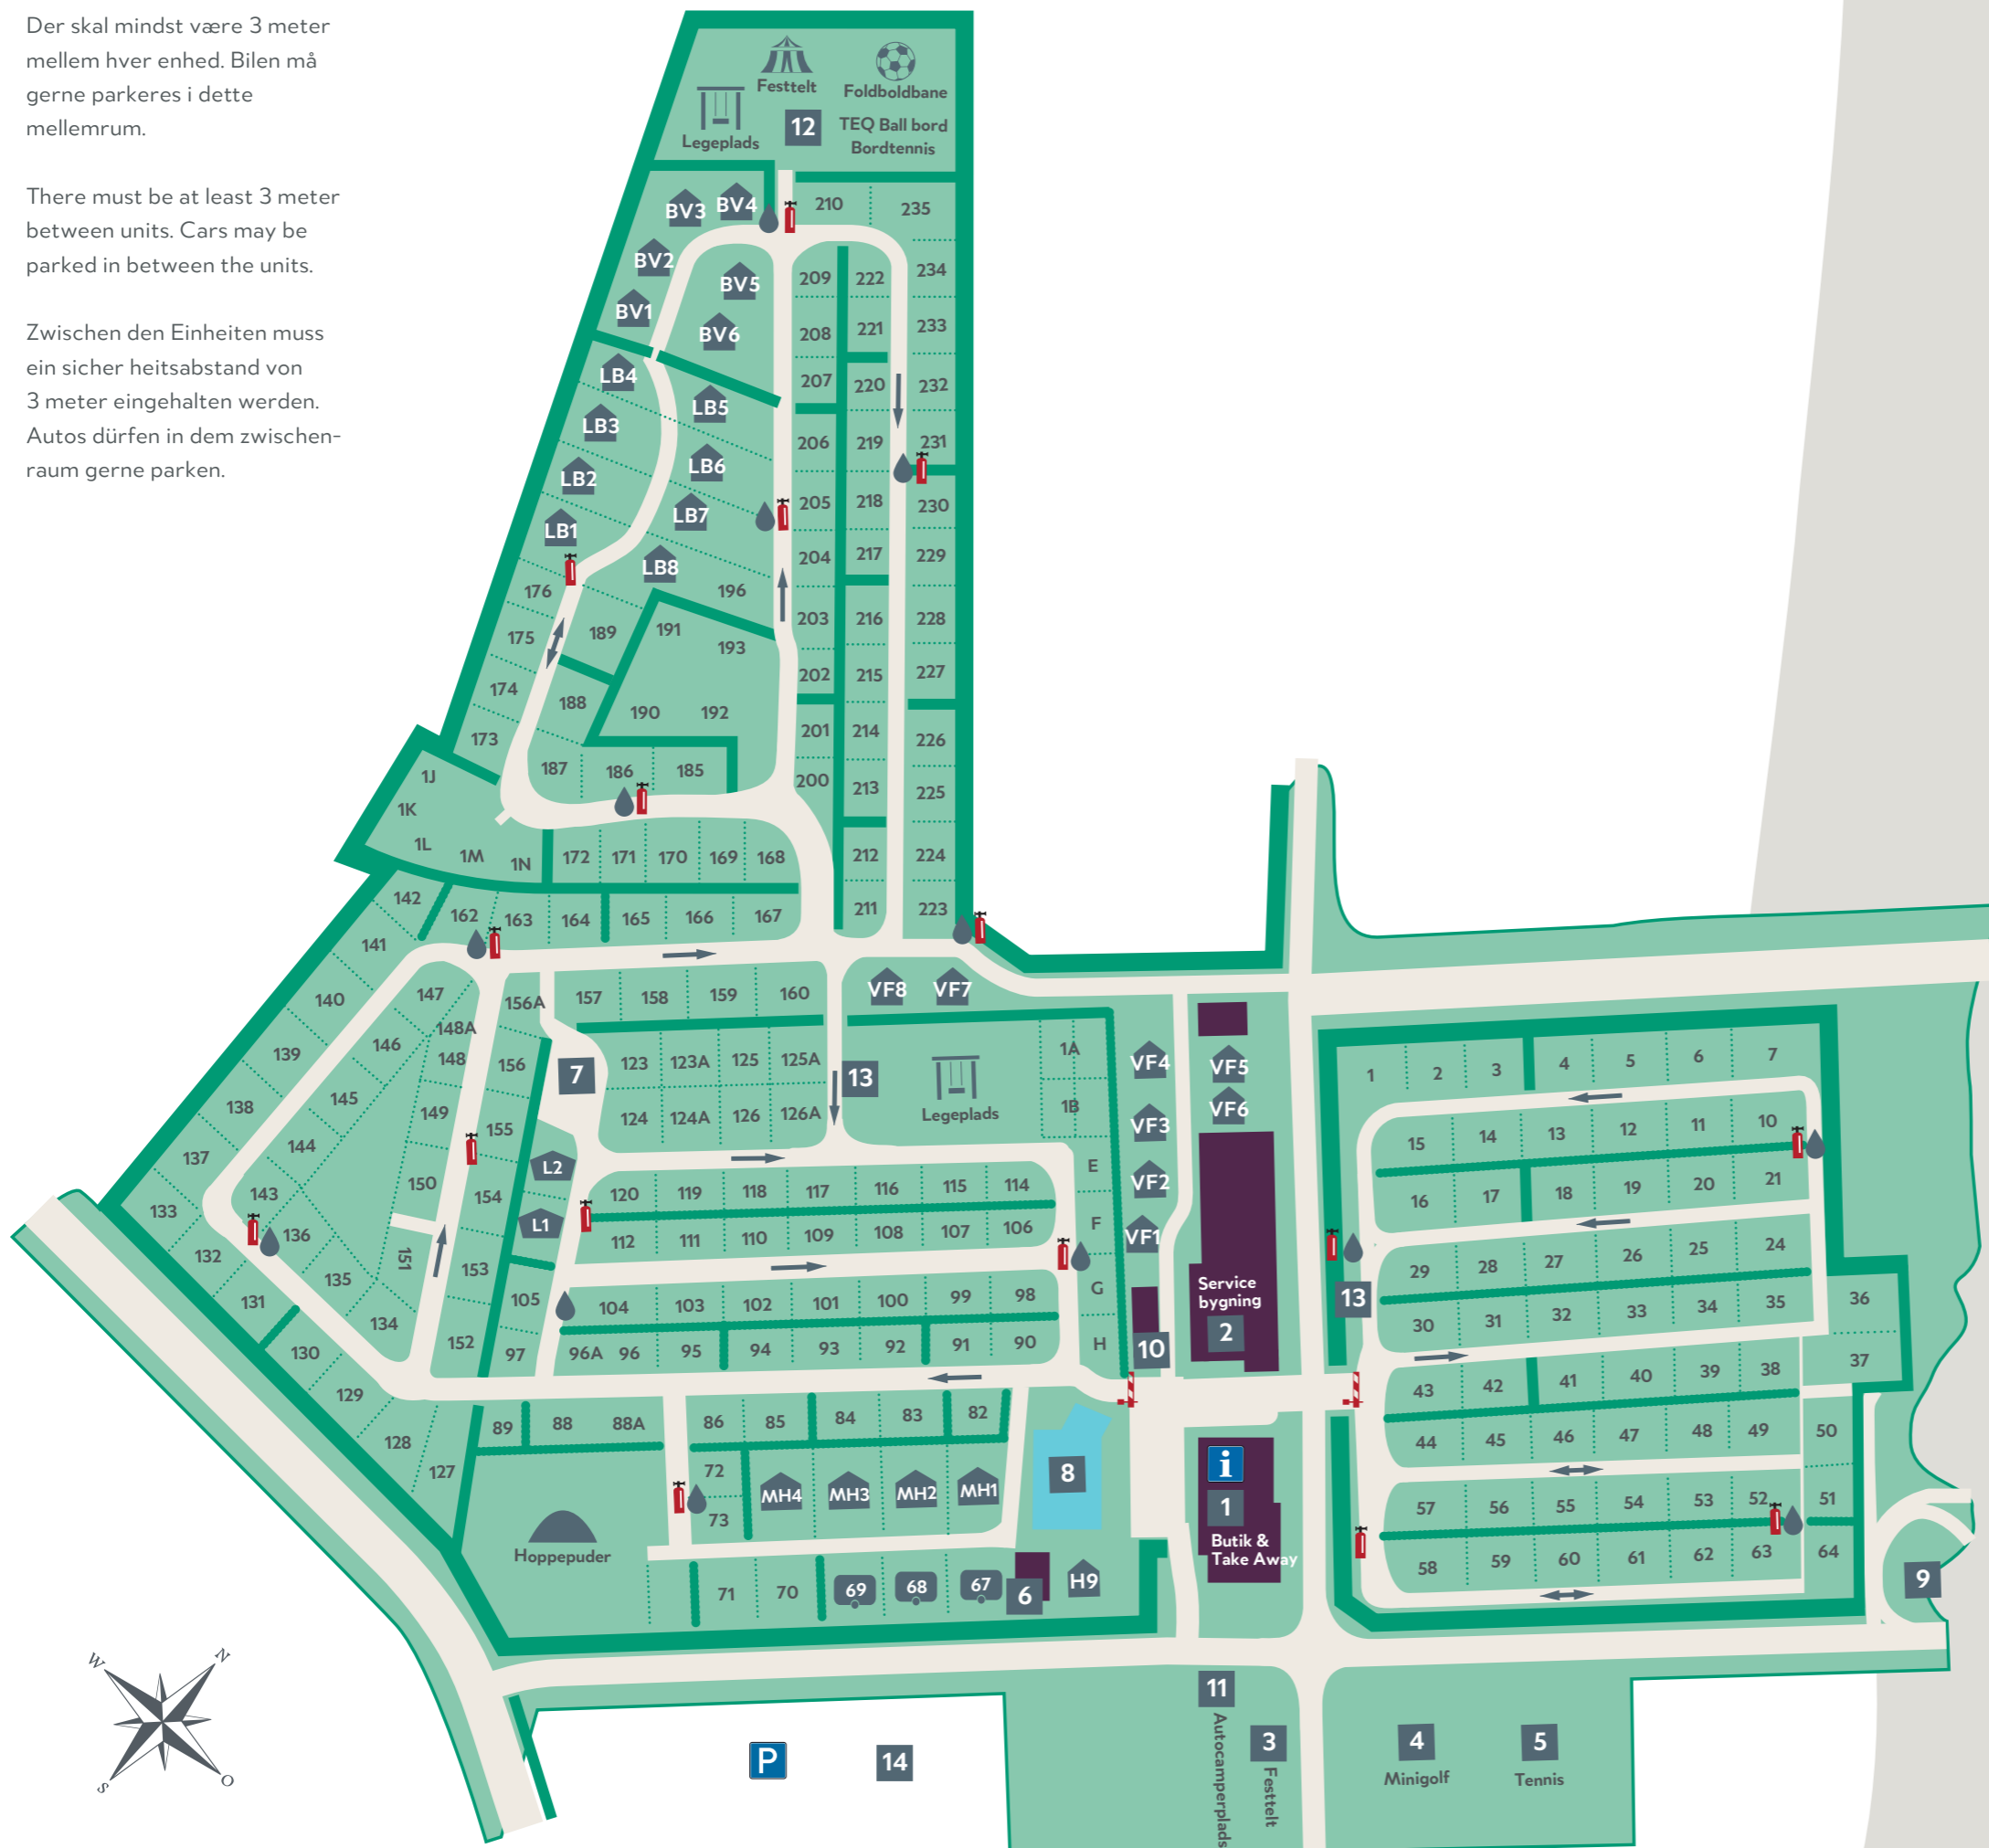 Der skal mindst være 3 meter
mellem hver enhed. Bilen må
gerne parkeres i dette
mellemrum.
There must be at least 3 meter
between units. Cars may be
parked in between the units.
Zwischen den Einheiten muss
ein sicher heitsabstand von
3 meter eingehalten werden.
Autos dürfen in dem zwischen-
raum gerne parken.
Festtelt
Foldboldbane
Legeplads
12
TEQ Ball bord
Bordtennis
BV3 BV4 210 235
BV2 BV5 209 222 234
BV1 BV6 208 221 233
LB4 LB5 207 220 232
LB3 LB6 206 219 231
LB2 LB7 205 218 230
LB1 LB8 204 217 229
176 196 203 216 228
175 189 191 193 202 215 227
174 188 190 192 201 214 226
173 187 186 185 200 213 225
1J
1K
1L 1M 1N 172 171 170 169 168 212 224
142 162 163 164 165 166 167 211 223
141
140 147 156A 157 158 159 160 VF8 VF7
139 146 148A 148 156 7 123 123A 125 125A 13 Legeplads 1A VF4 VF5
138 145 149 155 124 124A 126 126A 1B VF3 VF6
137 144 150 154 L2 120 119 118 117 116 115 114 E VF2
133 143 136 L1 112 111 110 109 108 107 106 F VF1
132 135 151 153
131 134 152 105 104 103 102 101 100 99 98 G
130 97 96A 96 95 94 93 92 91 90 H 10
Service
bygning
2
1 2 3 4 5 6 7
15 14 13 12 11 10
16 17 18 19 20 21
29 28 27 26 25 24
13
30 31 32 33 34 35 36
43 42 41 40 39 38 37
44 45 46 47 48 49 50
57 56 55 54 53 52 51
58 59 60 61 62 63 64
9
129
128
127
89 88 88A 86 85 84 83 82
72 MH4 MH3 MH2 MH1 8
73
Hoppepuder
71 70 69 68 67 6 H9
i
1
Butik &
Take Away
W N
S O
P 14
11
Autocamperplads
3
Festtelt
4
Minigolf
5
Tennis